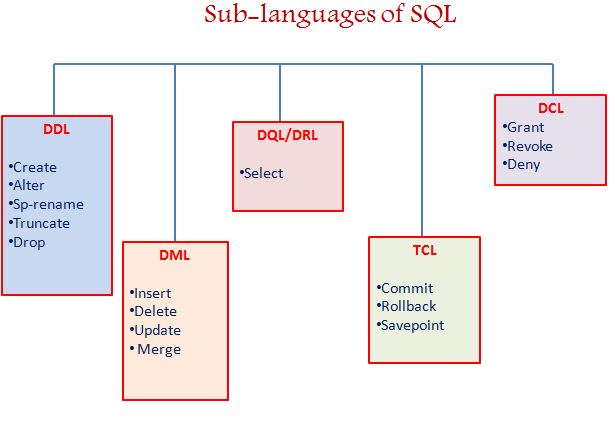 Sub-languages of SQL
DDL
•Create
•Alter
•Sp-rename
•Truncate
•Drop
DML
•Insert
•Delete
•Update
• Merge
DQL/DRL
•Select
TCL
•Commit
•Rollback
•Savepoint
DCL
•Grant
•Revoke
•Deny